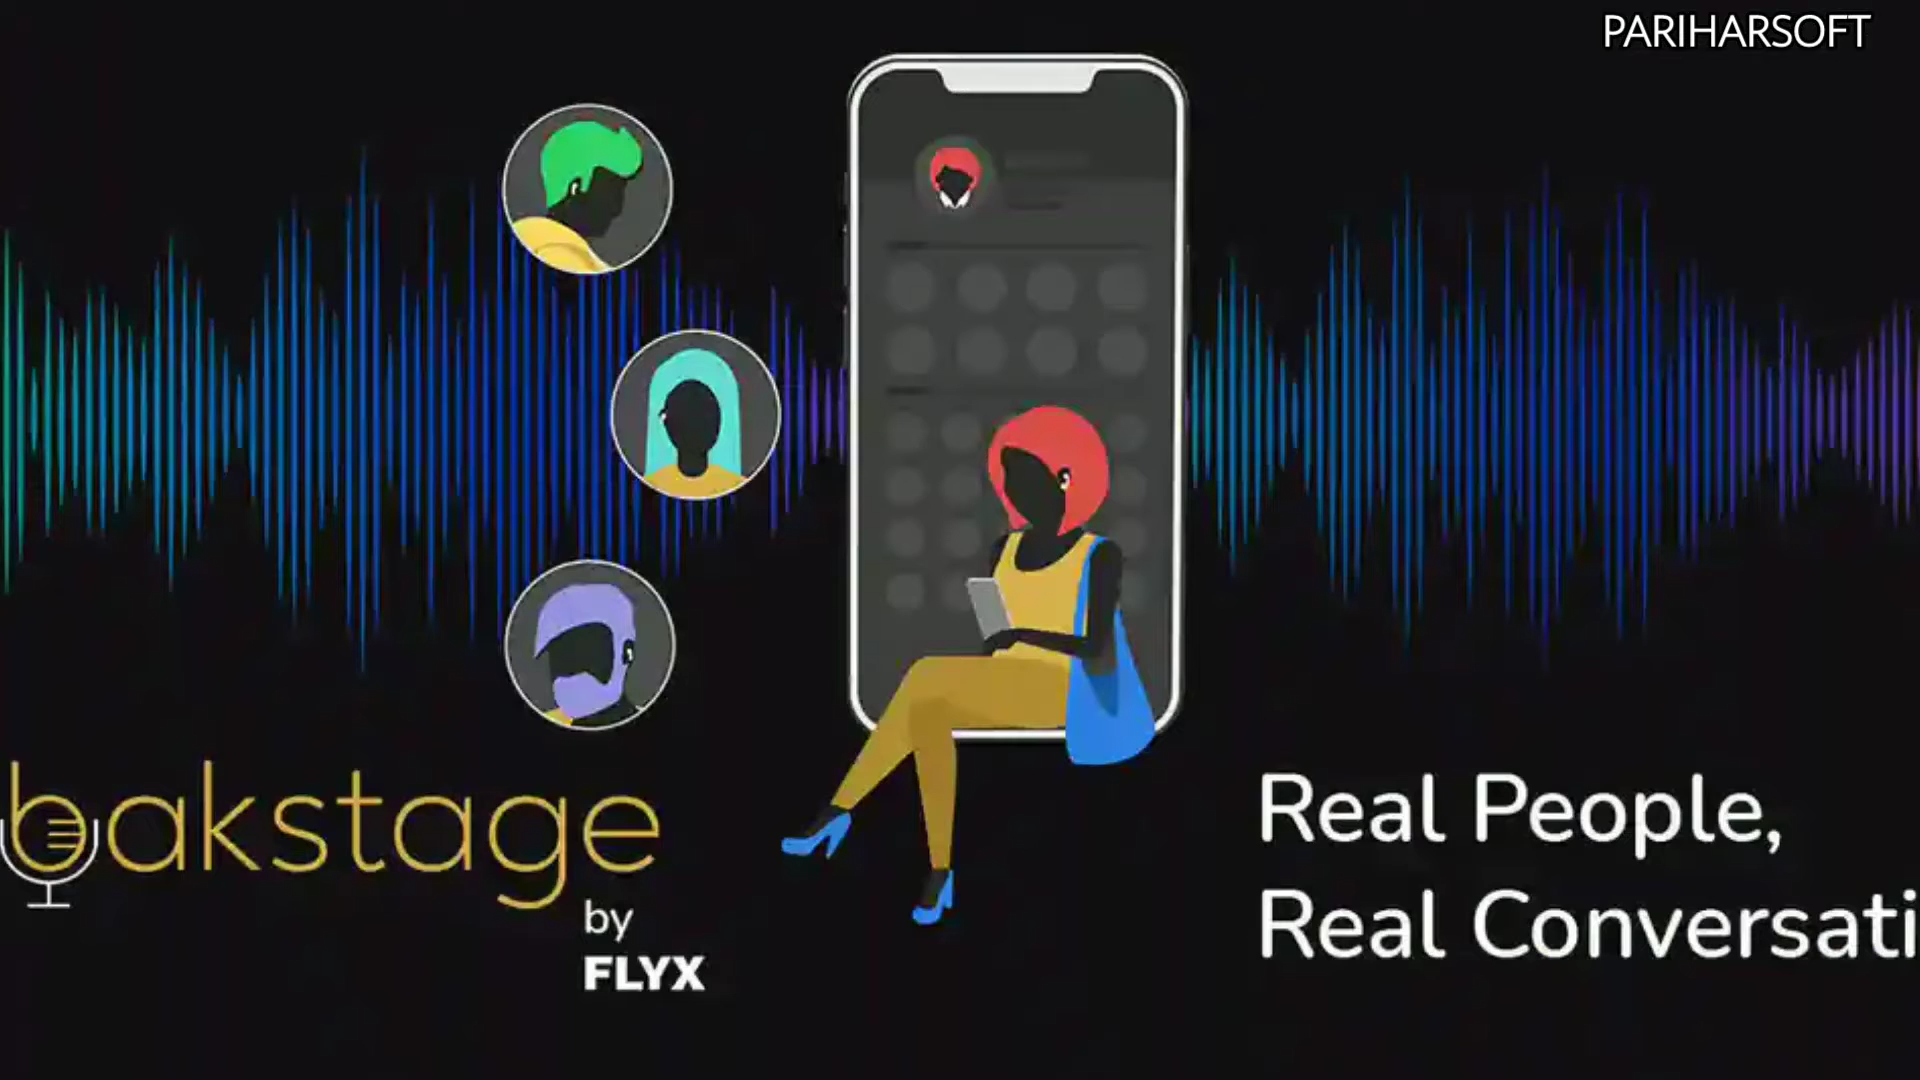 PARIHARSOFT
bakstage
by
FLYX
Real People,
Real Conversati